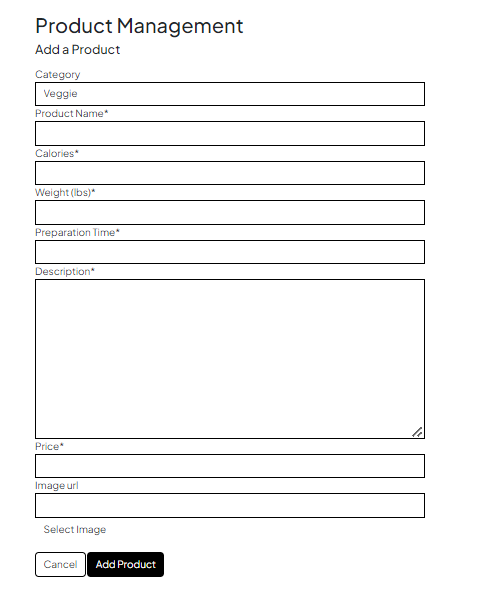 Product Management
Add a Product
Category
Veggie
Product Name*
Calories*
Weight (lbs)*
Preparation Time*
Description*
Price*
Image url
Select Image
Cancel Add Product